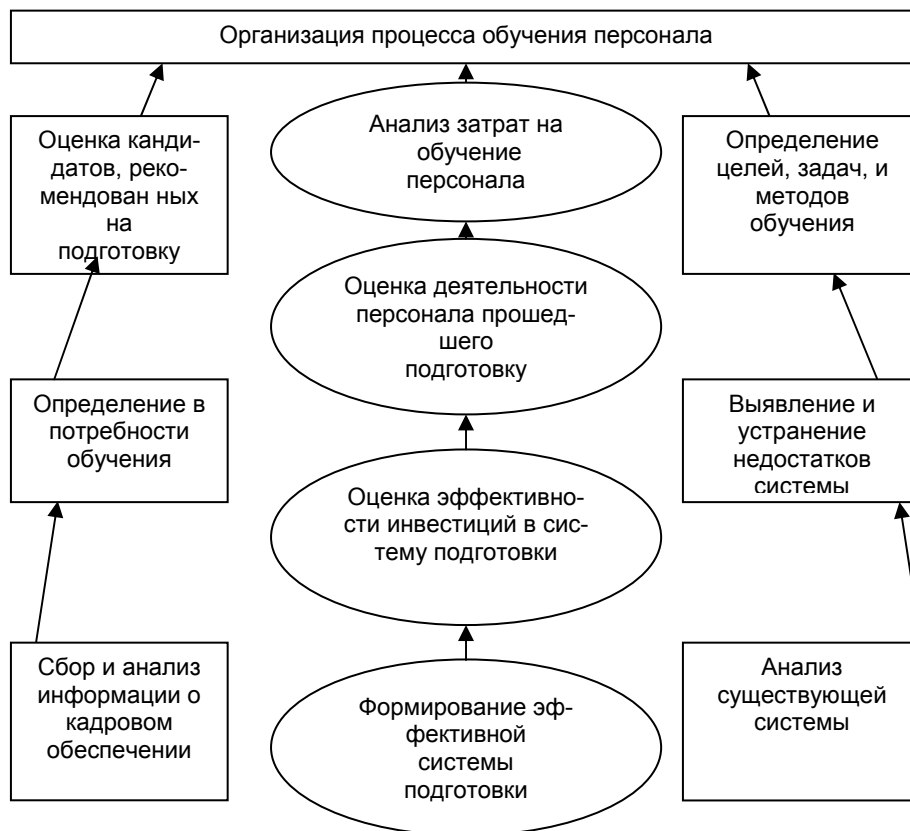 Организация процесса обучения персонала
Оценка канди-
датов, реко-
мендован ных
на
подготовку
Анализ затрат на
обучение
персонала
Определение
целей, задач, и
методов
обучения
Оценка деятельности
персонала прошед-
шего
подготовку
Определение в
потребности
обучения
Выявление и
устранение
недостатков
системы
Оценка эффективно-
сти инвестиций в сис-
тему подготовки
Сбор и анализ
информации о
кадровом
обеспечении
Формирование эф-
фективной
системы
подготовки
Анализ
существующей
системы